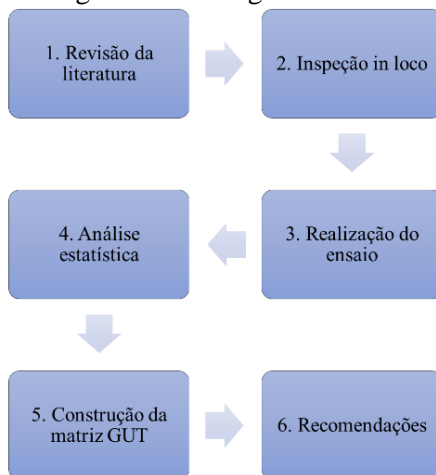 1. Revisão da
literatura
2. Inspeção in loco
3. Realização do
ensaio
4. Análise
estatística
5. Construção da
matriz GUT
6. Recomendações